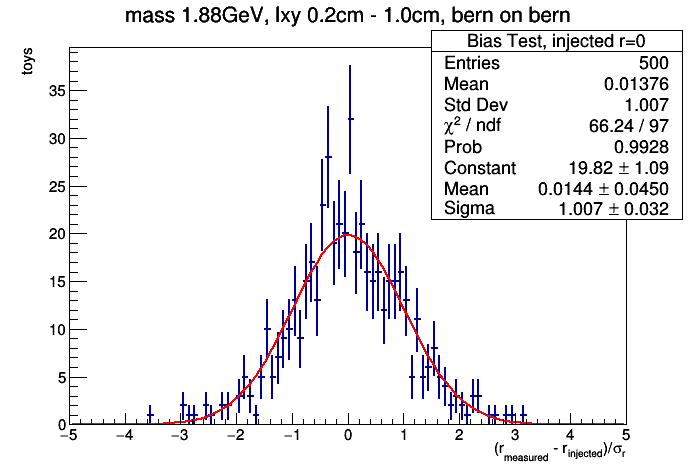 mass 1.88GeV, lxy 0.2cm - 1.0cm, bern on bern
Bias Test, injected r=0
Entries 500
Mean 0.01376
Std Dev 1.007
χ² / ndf 66.24 / 97
Prob 0.9928
Constant 19.82 ± 1.09
Mean 0.0144 ± 0.0450
Sigma 1.007 ± 0.032
toys
35
30
25
20
15
10
5
0
−5 −4 −3 −2 −1 0 1 2 3 4 5
(r_measured - r_injected)/σ_r